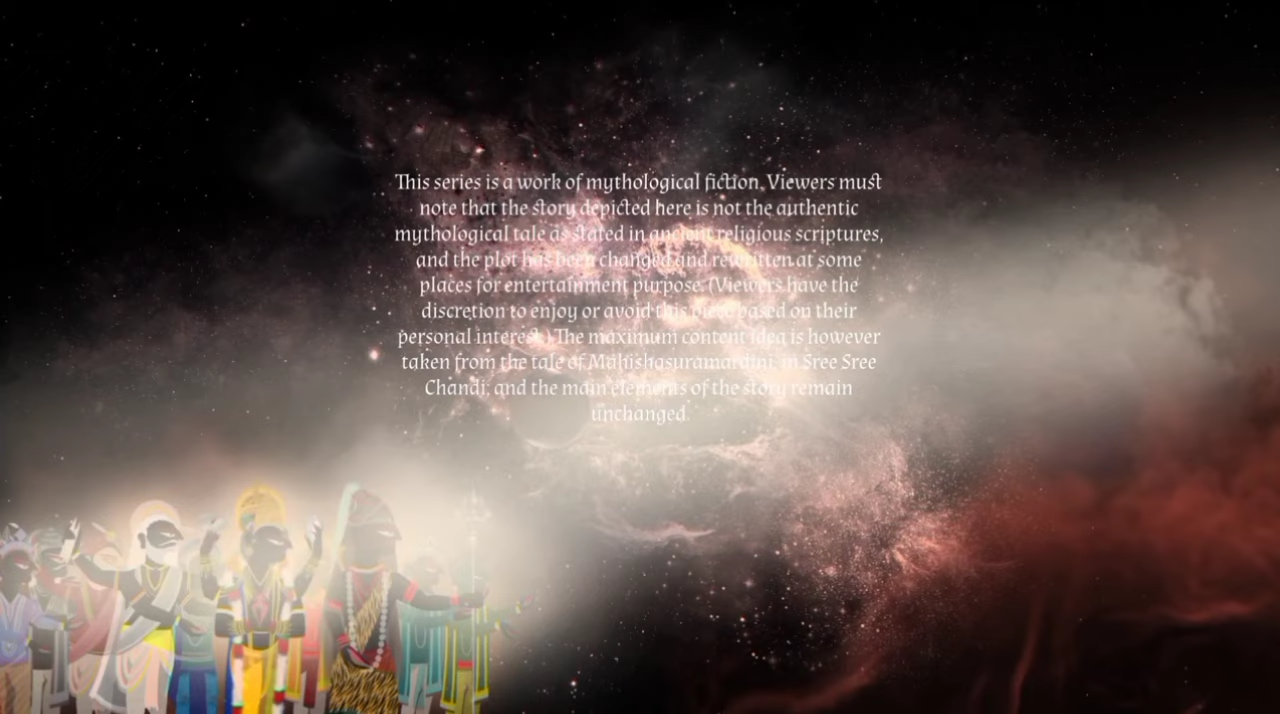 This series is a work of mythological fiction. Viewers must
note that the story depicted here is not the authentic
mythological tale as stated in ancient religious scriptures,
and the plot has been changed and rewritten at some
places for entertainment purpose. (Viewers have the
discretion to enjoy or avoid this piece based on their
personal interest.) The maximum content idea is however
taken from the tale of Mahishasuramardini, in Sree Sree
Chandi; and the main elements of the story remain
unchanged.